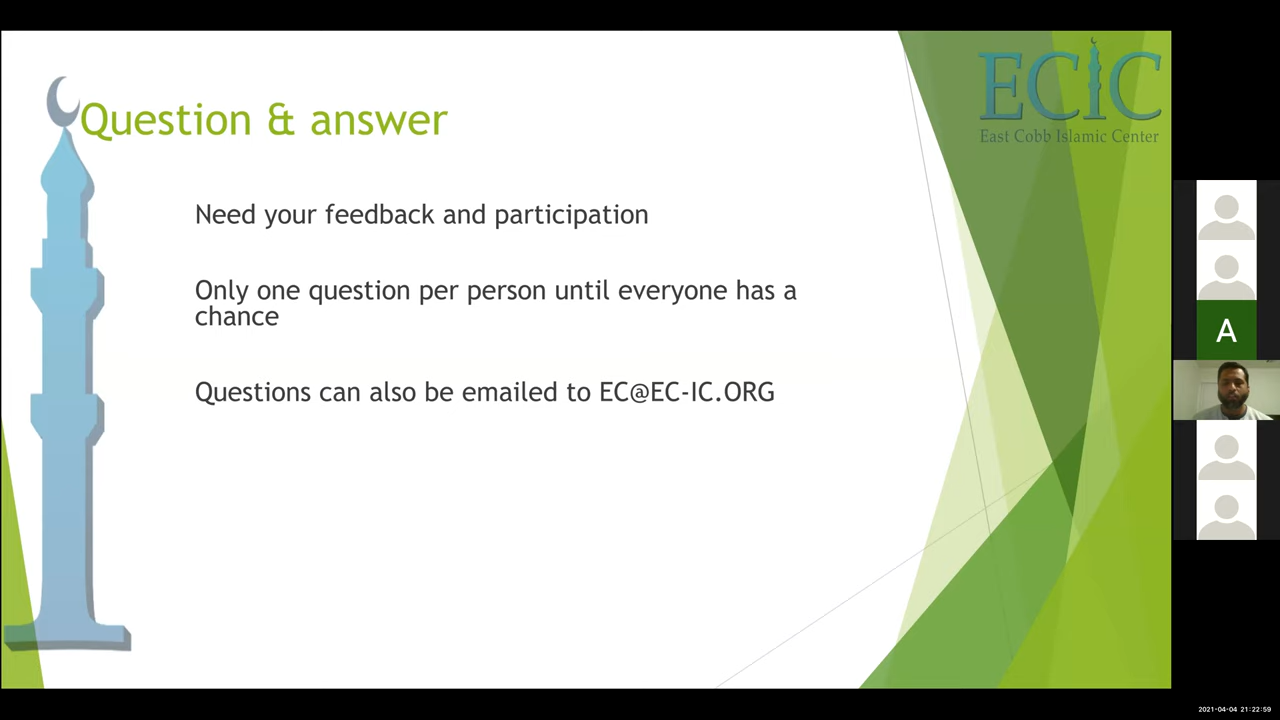 ECIC
East Cobb Islamic Center
Question & answer
Need your feedback and participation
Only one question per person until everyone has a
chance
Questions can also be emailed to EC@EC-IC.ORG
A
2021-04-04 21:22:59